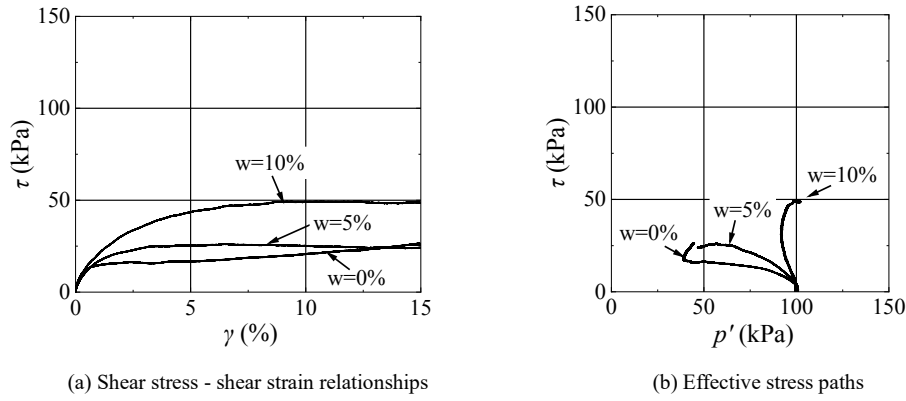 150
100
50
0
τ (kPa)
w=10%
w=5%
w=0%
0 5 10 15
γ (%)
(a) Shear stress - shear strain relationships
150
100
50
0
τ (kPa)
w=10%
w=5%
w=0%
0 50 100 150
p' (kPa)
(b) Effective stress paths